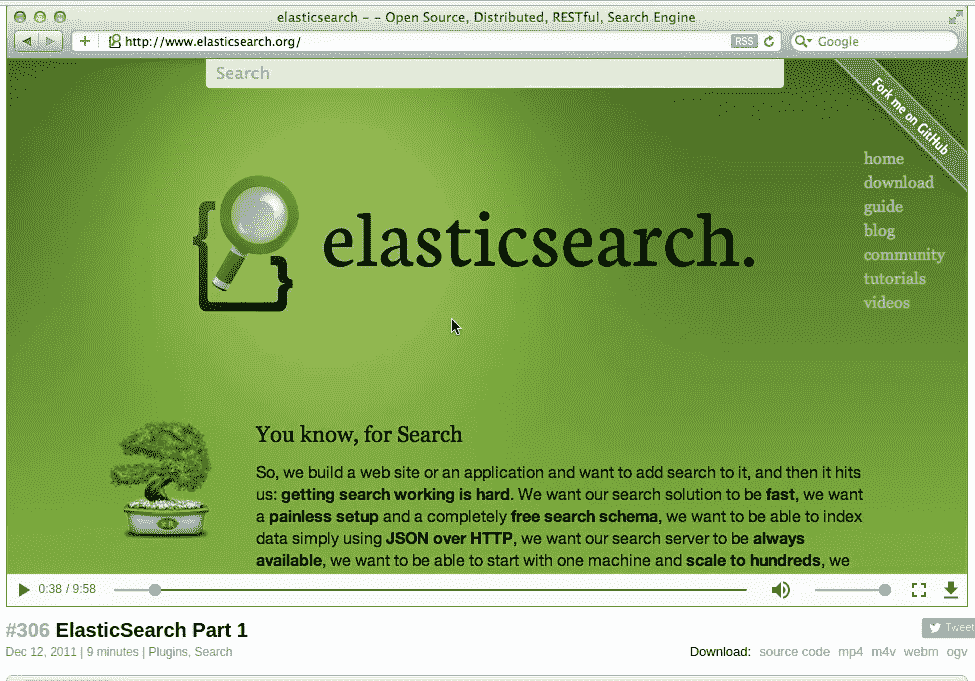 elasticsearch – – Open Source, Distributed, RESTful, Search Engine
http://www.elasticsearch.org/
RSS
Google
Search
Fork me on GitHub
home
download
guide
blog
community
tutorials
videos
elasticsearch.
You know, for Search
So, we build a web site or an application and want to add search to it, and then it hits
us: getting search working is hard. We want our search solution to be fast, we want
a painless setup and a completely free search schema, we want to be able to index
data simply using JSON over HTTP, we want our search server to be always
available, we want to be able to start with one machine and scale to hundreds, we
0:38 / 9:58
#306 ElasticSearch Part 1
Tweet
Dec 12, 2011 | 9 minutes | Plugins, Search
Download: source code mp4 m4v webm ogv